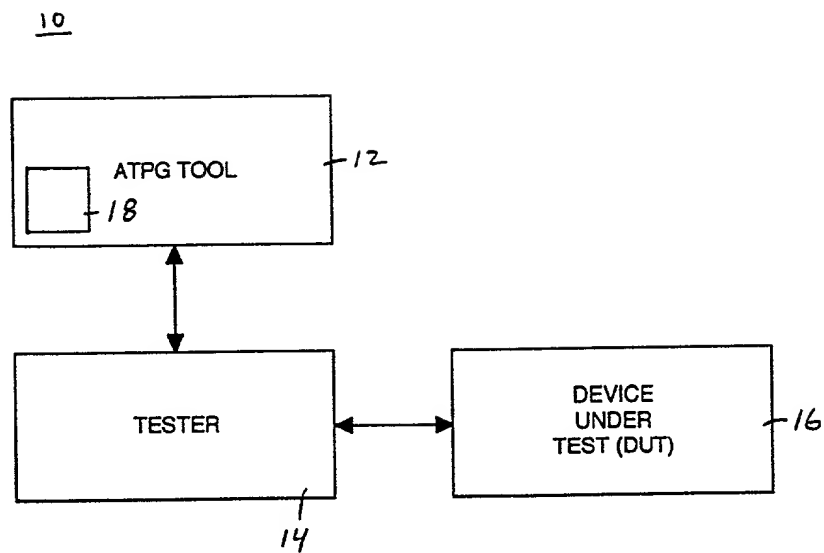 10
ATPG TOOL
12
18
TESTER
14
DEVICE
UNDER
TEST (DUT)
16